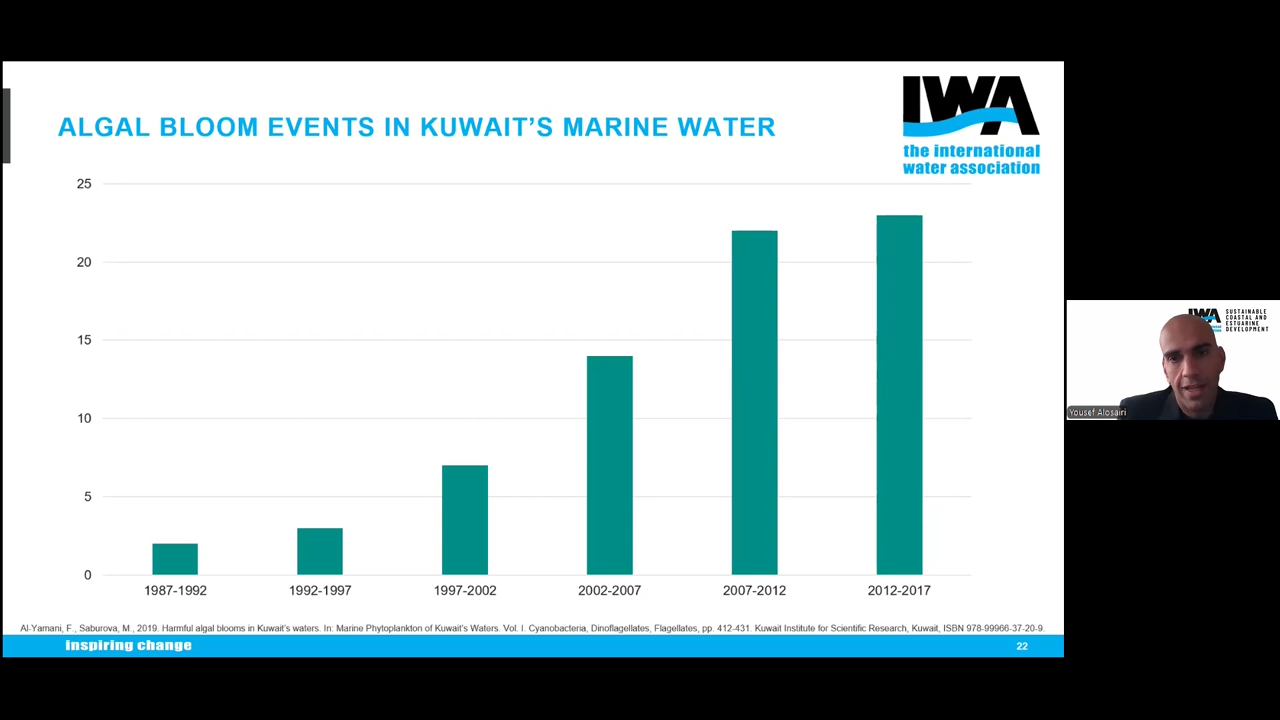 ALGAL BLOOM EVENTS IN KUWAIT'S MARINE WATER
IWA
the international
water association
25
20
15
10
5
0
1987-1992
1992-1997
1997-2002
2002-2007
2007-2012
2012-2017
Al-Yamani, F., Saburova, M., 2019. Harmful algal blooms in Kuwait's waters. In: Marine Phytoplankton of Kuwait's Waters. Vol. I. Cyanobacteria, Dinoflagellates, Flagellates, pp. 412-431. Kuwait Institute for Scientific Research, Kuwait, ISBN 978-99966-37-20-9.
inspiring change
22
IWA
SUSTAINABLE
COASTAL AND
ESTUARINE
DEVELOPMENT
Yousef Alosairi